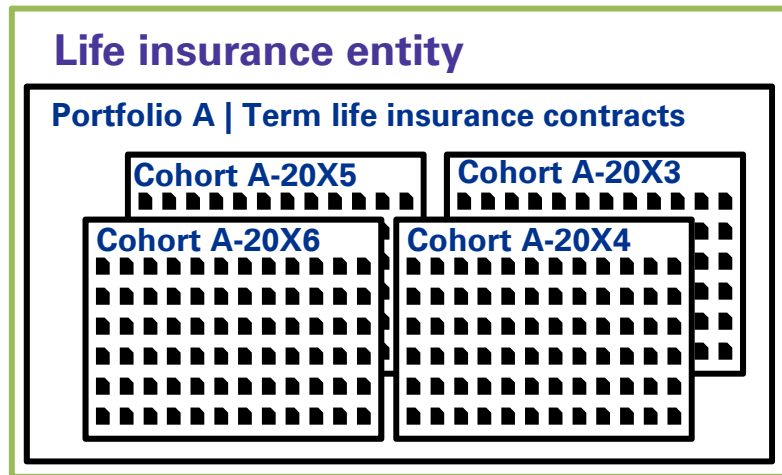 Life insurance entity
Portfolio A | Term life insurance contracts
Cohort A-20X5
Cohort A-20X3
Cohort A-20X6
Cohort A-20X4